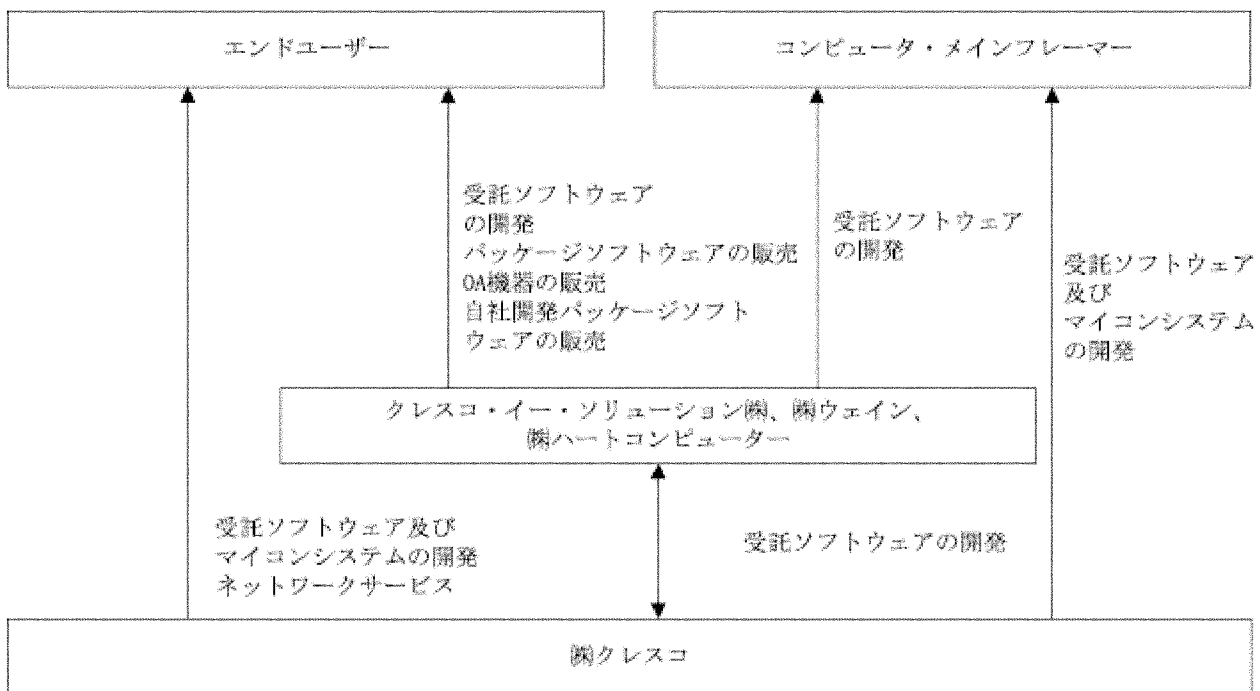 エンドユーザー
コンピュータ・メインフレーマー
受託ソフトウェア
の開発
パッケージソフトウェアの販売
OA機器の販売
自社開発パッケージソフト
ウェアの販売
受託ソフトウェア
の開発
受託ソフトウェア
及び
マイコンシステム
の開発
クレスコ・イー・ソリューション㈱、㈱ウェイン、
㈱ハートコンピューター
受託ソフトウェア及び
マイコンシステムの開発
ネットワークサービス
受託ソフトウェアの開発
㈱クレスコ